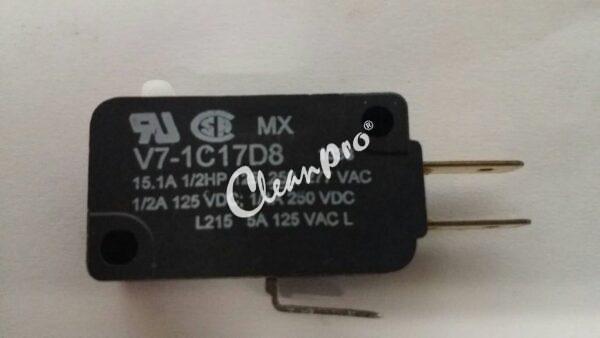 MX
V7-1C17D8
CleanPro®
15.1A 1/2HP VAC
1/2A 125 VDC; 250 VDC
L215 5A 125 VAC L